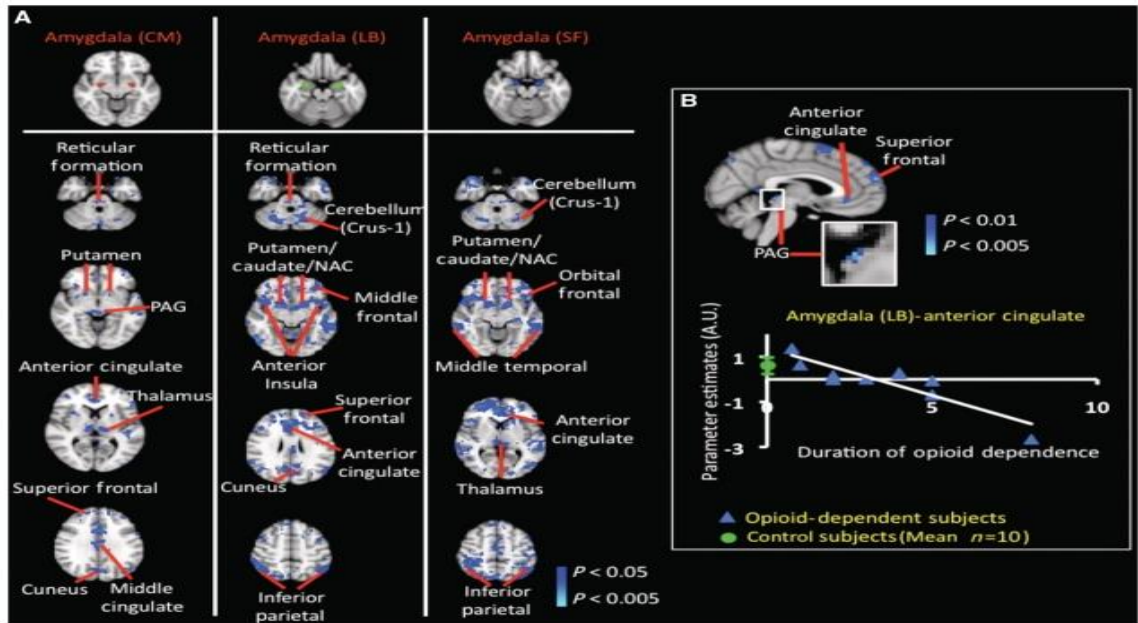 A
Amygdala (CM)
Amygdala (LB)
Amygdala (SF)
Reticular
formation
Putamen
PAG
Anterior cingulate
Thalamus
Superior frontal
Cuneus
Middle
cingulate
Reticular
formation
Cerebellum
(Crus-1)
Putamen/
caudate/NAC
Middle
frontal
Anterior
Insula
Superior
frontal
Anterior
cingulate
Cuneus
Inferior
parietal
Cerebellum
(Crus-1)
Putamen/
caudate/NAC
Orbital
frontal
Middle temporal
Anterior
cingulate
Thalamus
Inferior
parietal
P < 0.05
P < 0.005
B
Anterior
cingulate
Superior
frontal
PAG
P < 0.01
P < 0.005
Amygdala (LB)-anterior cingulate
Parameter estimates (A.U.)
1
-1
-3
0
5
10
Duration of opioid dependence
Opioid-dependent subjects
Control subjects(Mean n=10)